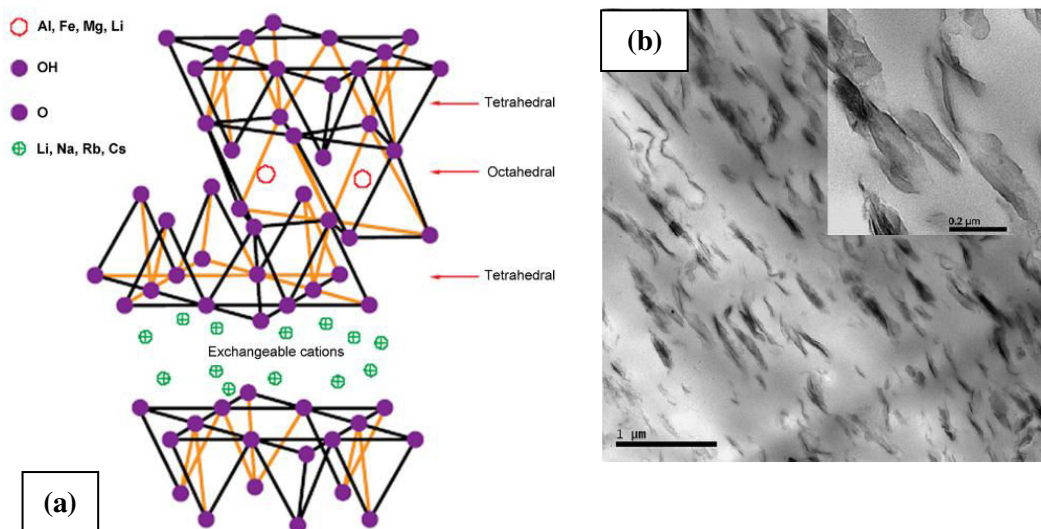 Al, Fe, Mg, Li
OH
O
Li, Na, Rb, Cs
Tetrahedral
Octahedral
Tetrahedral
Exchangeable cations
(a)
(b)
0.2 µm
1 µm